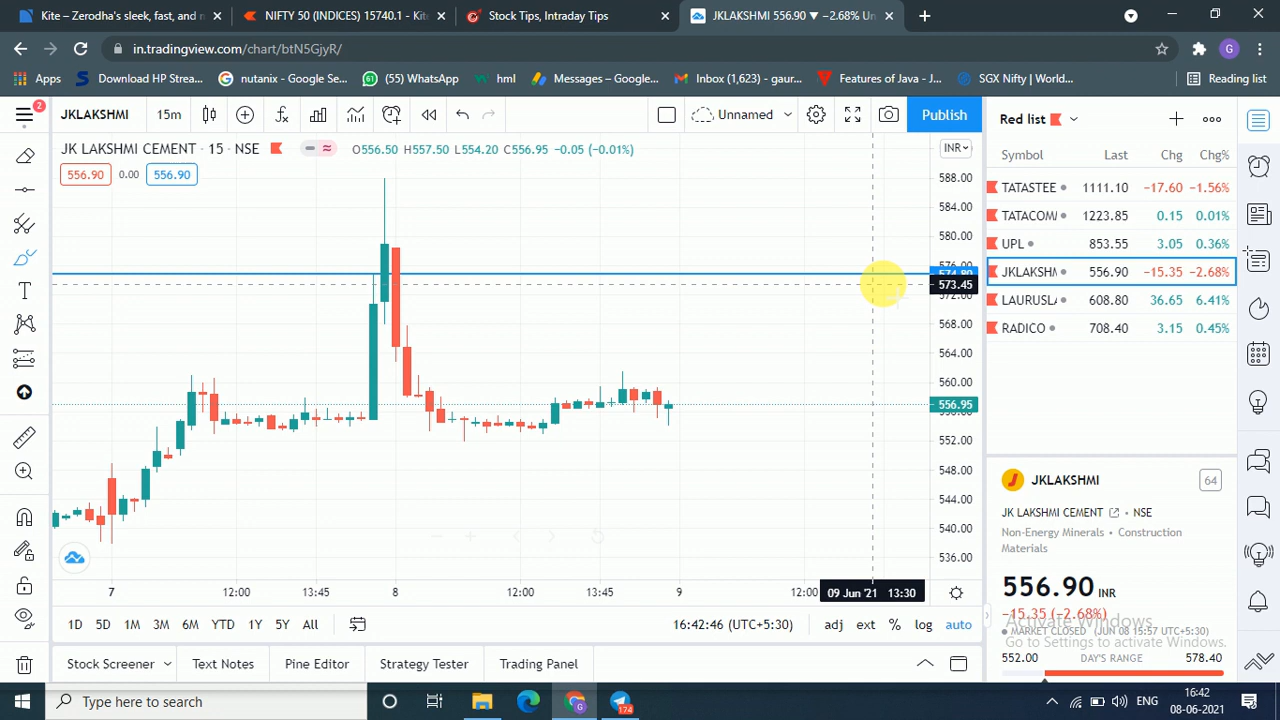 Kite - Zerodha's sleek, fast, and n
NIFTY 50 (INDICES) 15740.1 - Kite
Stock Tips, Intraday Tips
JKLAKSHMI 556.90 ▼ −2.68% Un
in.tradingview.com/chart/btN5GjyR/
G
Apps
Download HP Strea...
nutanix - Google Se...
(55) WhatsApp
hml
Messages – Google...
Inbox (1,623) - gaur...
Features of Java - J...
SGX Nifty | World...
Reading list
2
JKLAKSHMI
15m
Unnamed
Publish
Red list
JK LAKSHMI CEMENT · 15 · NSE
O556.50 H557.50 L554.20 C556.95 −0.05 (−0.01%)
INR
556.90
0.00
556.90
Symbol
Last
Chg
Chg%
TATASTEE 1111.10 −17.60 −1.56%
TATACOM 1223.85 0.15 0.01%
UPL 853.55 3.05 0.36%
JKLAKSHM 556.90 −15.35 −2.68%
LAURUSLA 608.80 36.65 6.41%
RADICO 708.40 3.15 0.45%
588.00
584.00
580.00
576.00
574.80
573.45
572.00
568.00
564.00
560.00
556.95
556.00
552.00
548.00
544.00
540.00
536.00
JKLAKSHMI
64
JK LAKSHMI CEMENT · NSE
Non-Energy Minerals · Construction
Materials
556.90 INR
−15.35 (−2.68%)
MARKET CLOSED (JUN 08 15:57 UTC+5:30)
552.00 DAY'S RANGE 578.40
Activate Windows
Go to Settings to activate Windows.
7
12:00
13:45
8
12:00
13:45
9
12:00
09 Jun '21 13:30
1D
5D
1M
3M
6M
YTD
1Y
5Y
All
16:42:46 (UTC+5:30)
adj
ext
%
log
auto
Stock Screener
Text Notes
Pine Editor
Strategy Tester
Trading Panel
Type here to search
174
ENG
16:42
08-06-2021